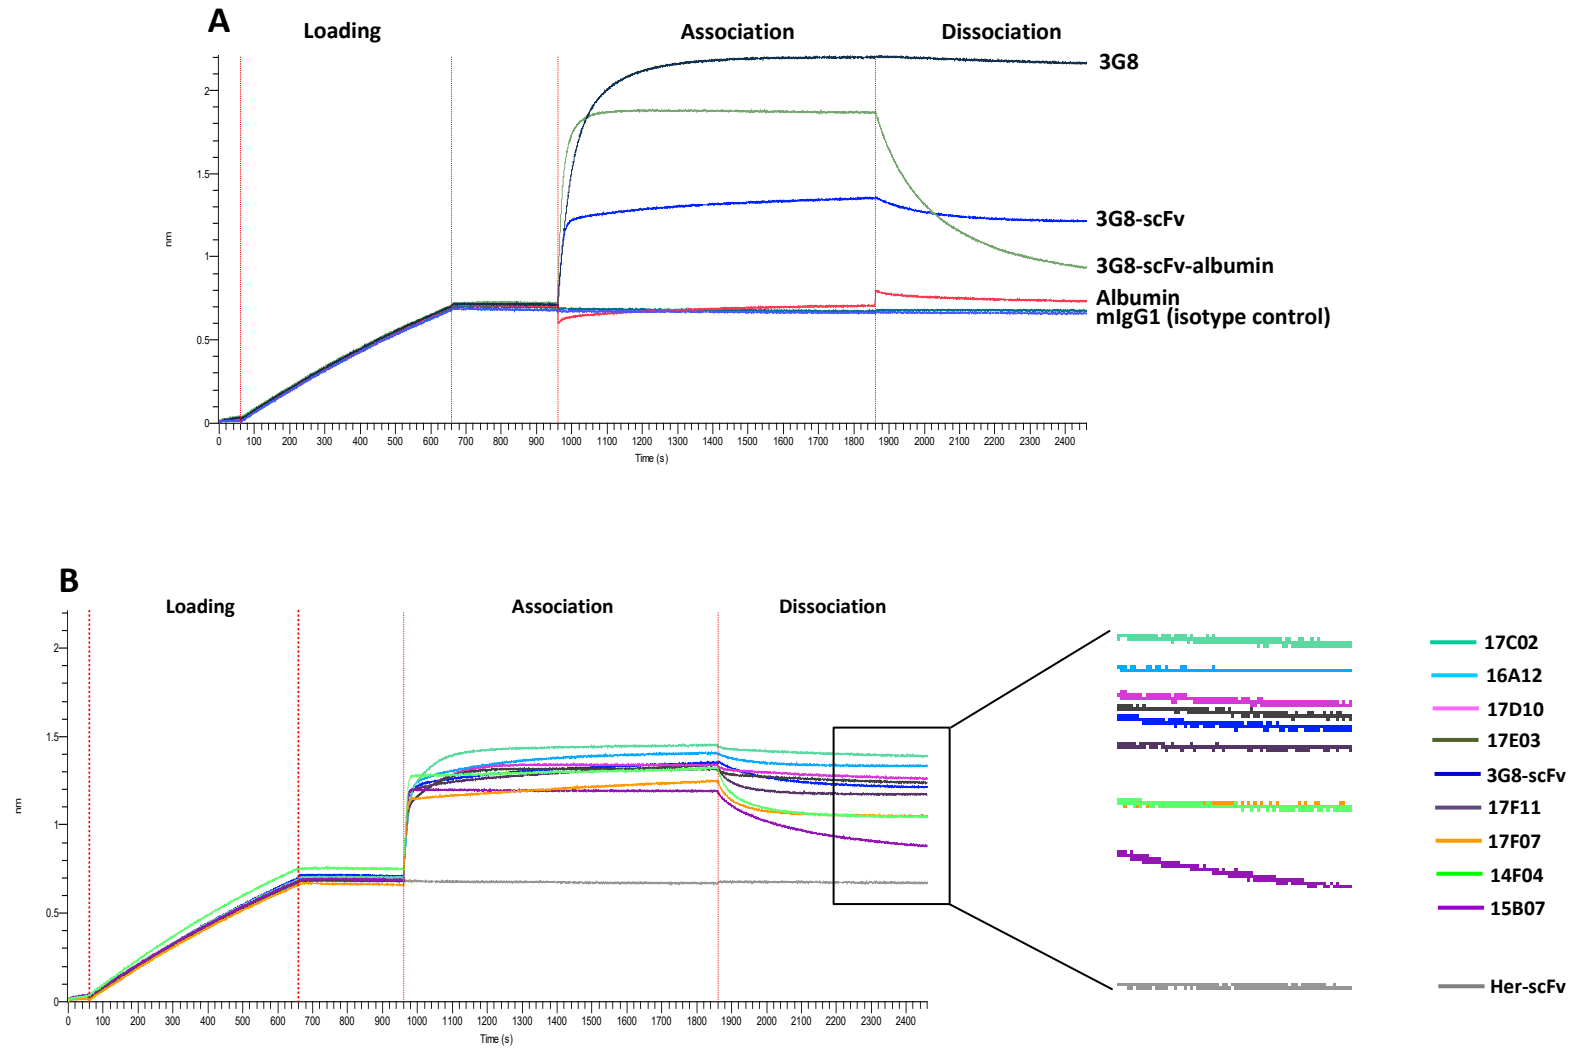 A
Loading
Association
Dissociation
3G8
2
1.5
nm
3G8-scFv
1
3G8-scFv-albumin
Albumin
mIgG1 (isotype control)
0.5
0
0 100 200 300 400 500 600 700 800 900 1000 1100 1200 1300 1400 1500 1600 1700 1800 1900 2000 2100 2200 2300 2400
Time (s)
B
Loading
Association
Dissociation
2
1.5
nm
1
0.5
0
0 100 200 300 400 500 600 700 800 900 1000 1100 1200 1300 1400 1500 1600 1700 1800 1900 2000 2100 2200 2300 2400
Time (s)
17C02
16A12
17D10
17E03
3G8-scFv
17F11
17F07
14F04
15B07
Her-scFv